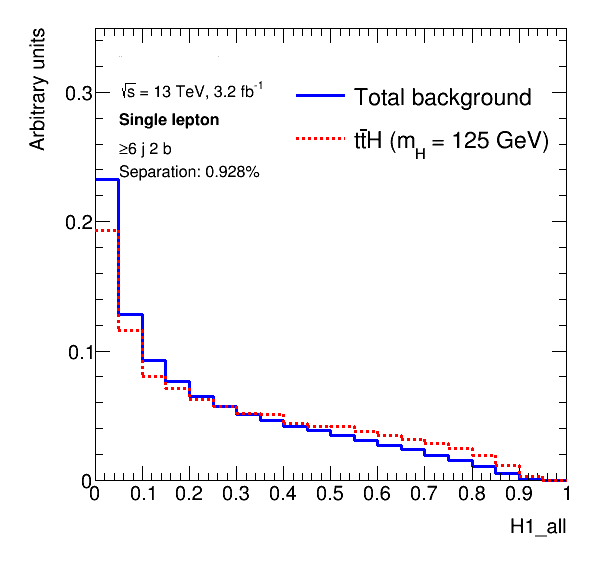 Arbitrary units
√s = 13 TeV, 3.2 fb⁻¹
Single lepton
≥6 j 2 b
Separation: 0.928%
Total background
tt̄H (m_H = 125 GeV)
0.3
0.2
0.1
0
0 0.1 0.2 0.3 0.4 0.5 0.6 0.7 0.8 0.9 1
H1_all